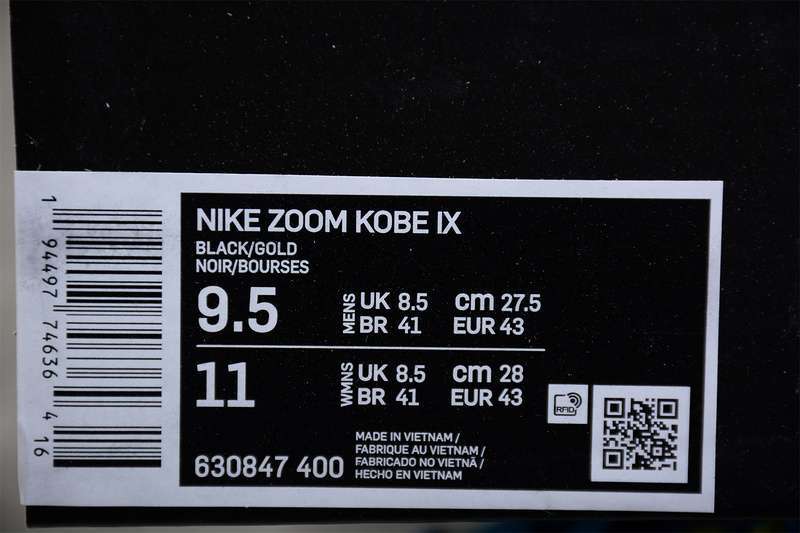 1 94497 74636 4 16
NIKE ZOOM KOBE IX
BLACK/GOLD
NOIR/BOURSES
9.5 MENS UK 8.5 cm 27.5
BR 41 EUR 43
11 WMNS UK 8.5 cm 28
BR 41 EUR 43
RFID
630847 400
MADE IN VIETNAM /
FABRIQUE AU VIETNAM /
FABRICADO NO VIETNÃ /
HECHO EN VIETNAM